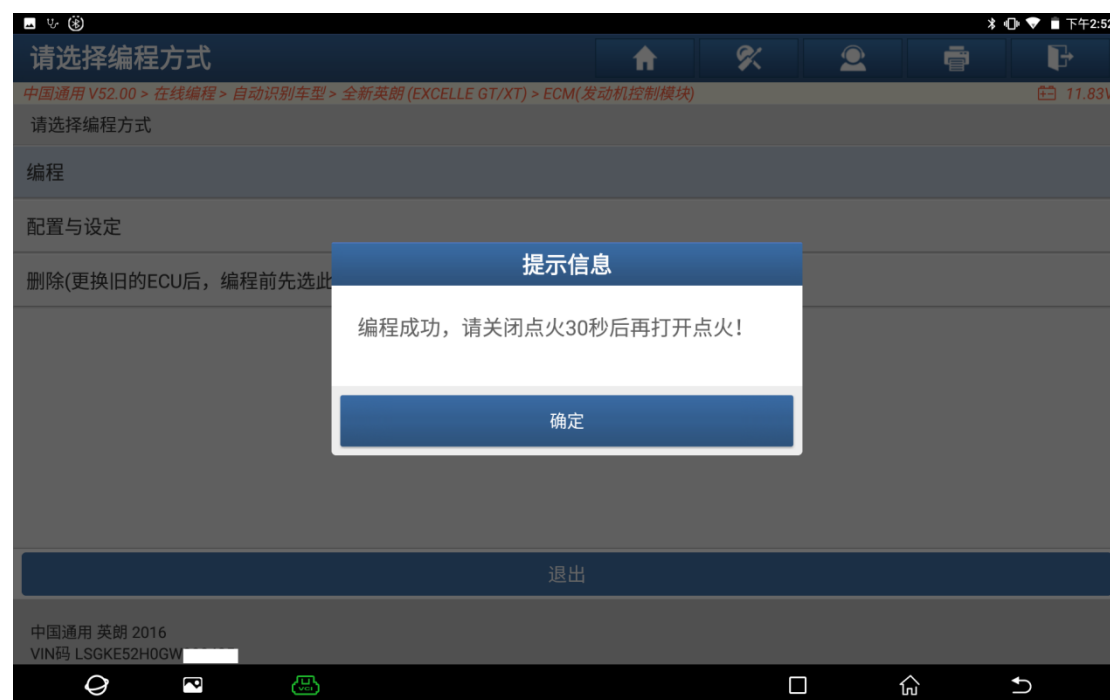 下午2:52
请选择编程方式
中国通用 V52.00 > 在线编程 > 自动识别车型 > 全新英朗 (EXCELLE GT/XT) > ECM(发动机控制模块)
11.83V
请选择编程方式
编程
配置与设定
删除(更换旧的ECU后，编程前先选此
提示信息
编程成功，请关闭点火30秒后再打开点火！
确定
退出
中国通用 英朗 2016
VIN码 LSGKE52H0GW
VCI